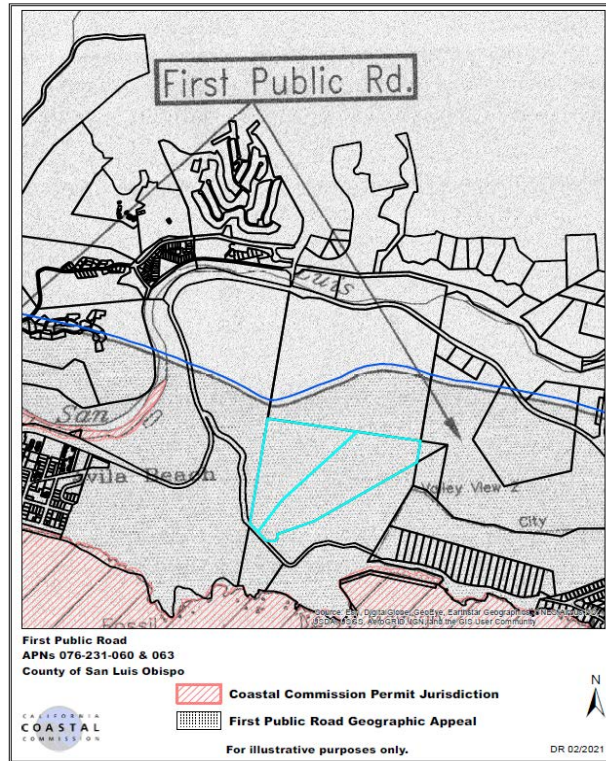 First Public Rd.
Luis
San
Avila Beach
Valley View 2
City
Fossil
Source: Esri, DigitalGlobe, GeoEye, Earthstar Geographics, CNES/Airbus DS,
USDA, USGS, AeroGRID, IGN, and the GIS User Community
First Public Road
APNs 076-231-060 & 063
County of San Luis Obispo
Coastal Commission Permit Jurisdiction
First Public Road Geographic Appeal
For illustrative purposes only.
CALIFORNIA
COASTAL
COMMISSION
N
DR 02/2021